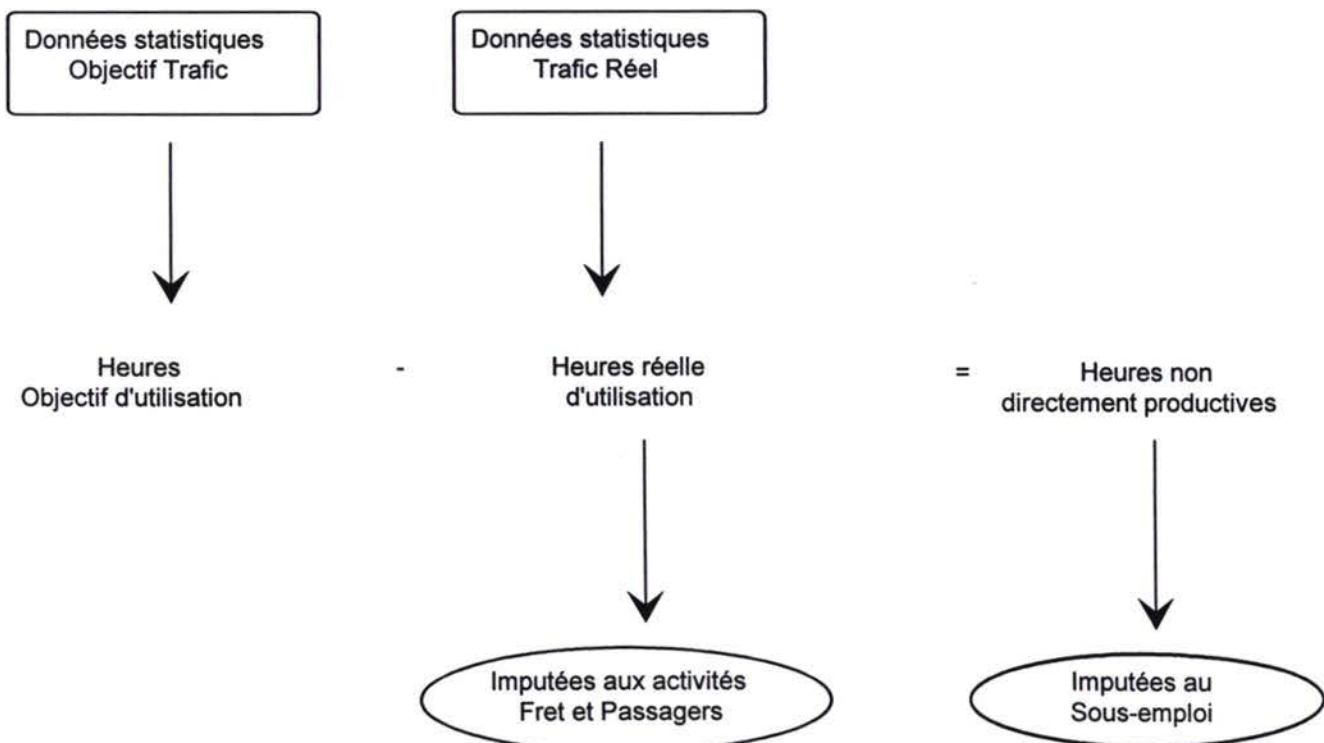 Données statistiques
Objectif Trafic
Données statistiques
Trafic Réel
Heures
Objectif d'utilisation
-
Heures réelle
d'utilisation
=
Heures non
directement productives
Imputées aux activités
Fret et Passagers
Imputées au
Sous-emploi